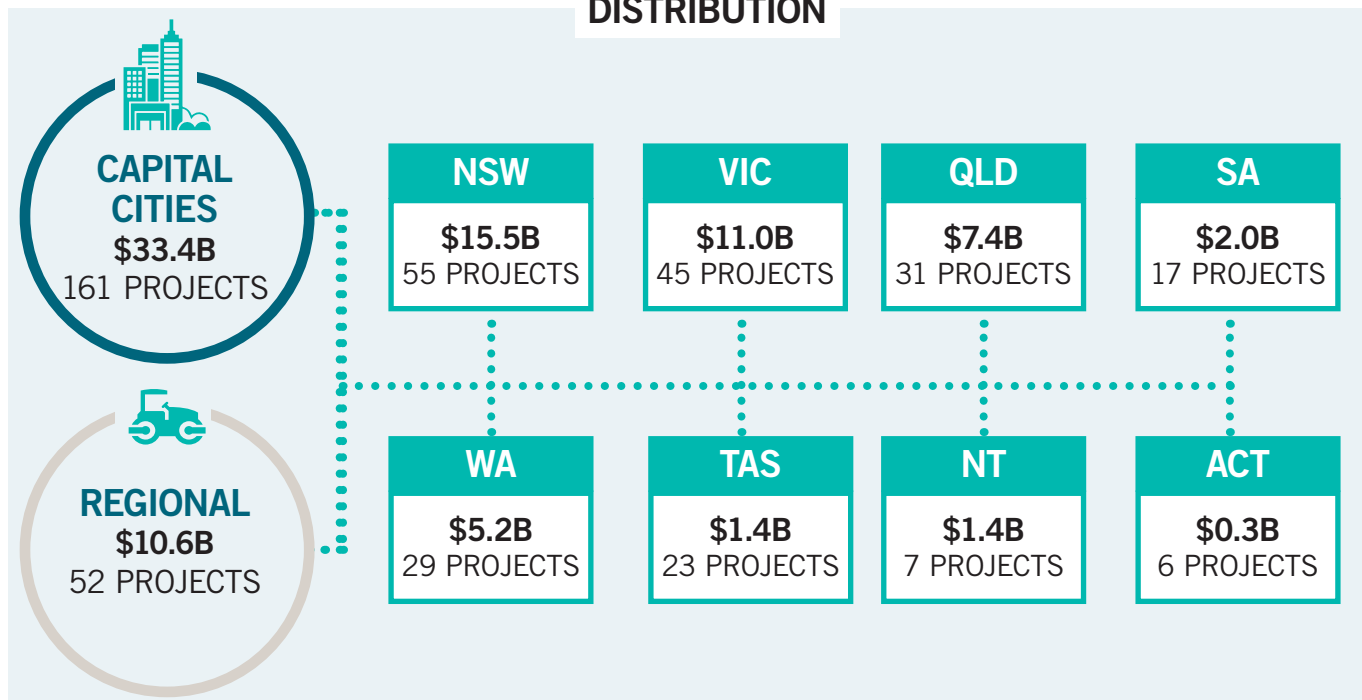 DISTRIBUTION
CAPITAL
CITIES
$33.4B
161 PROJECTS
REGIONAL
$10.6B
52 PROJECTS
NSW
$15.5B
55 PROJECTS
VIC
$11.0B
45 PROJECTS
QLD
$7.4B
31 PROJECTS
SA
$2.0B
17 PROJECTS
WA
$5.2B
29 PROJECTS
TAS
$1.4B
23 PROJECTS
NT
$1.4B
7 PROJECTS
ACT
$0.3B
6 PROJECTS